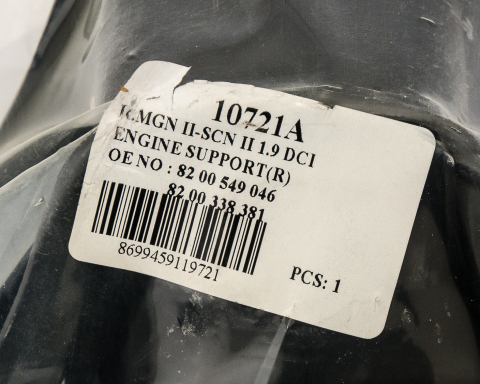 10721A
R.MGN II-SCN II 1.9 DCI
ENGINE SUPPORT(R)
OE NO : 82 00 549 046
82 00 338 381
8699459119721
PCS: 1